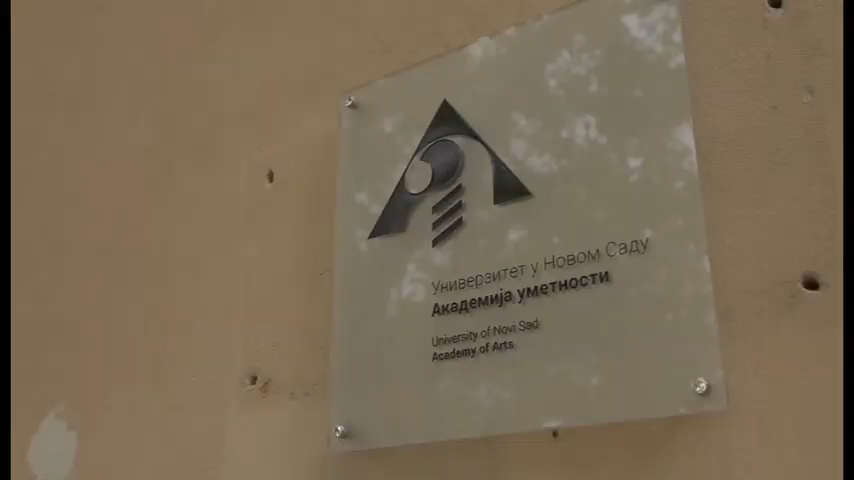 Универзитет у Новом Саду
Академија уметности
University of Novi Sad
Academy of Arts